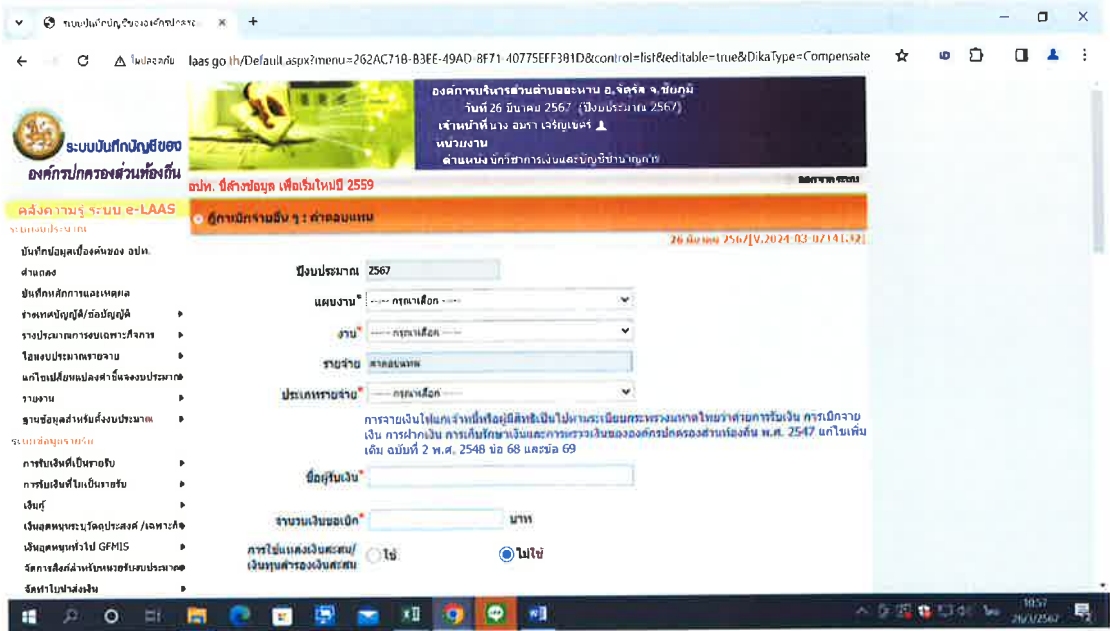 ระบบบันทึกบัญชีขององค์กรปกครอ
laas.go.th/Default.aspx?menu=262AC71B-B3EE-49AD-8F71-40775EFF381D&control=list&editable=true&DikaType=Compensate
องค์การบริหารส่วนตำบล อ.จัตุรัส จ.ชัยภูมิ
วันที่ 26 มีนาคม 2567 (ปีงบประมาณ 2567)
เจ้าหน้าที่ นาง อมรา
หน่วยงาน
ตำแหน่ง นักวิชาการเงินและบัญชีชำนาญการ
ระบบบันทึกบัญชีของ
องค์กรปกครองส่วนท้องถิ่น
อปท. ที่ล้างข้อมูล เพื่อเริ่มใหม่ปี 2559
ออกจากระบบ
คลังความรู้ ระบบ e-LAAS
ฎีกาเบิกจ่ายอื่น ๆ : ค่าตอบแทน
26 มีนาคม 2567
ระบบงบประมาณ
บันทึกข้อมูลเบื้องต้นของ อปท.
คำแถลง
บันทึกหลักการและเหตุผล
ร่างเทศบัญญัติ/ข้อบัญญัติ
รางประมาณการงบเฉพาะกิจการ
โอนงบประมาณรายจ่าย
แก้ไขเปลี่ยนแปลงคำชี้แจงงบประมาณ
รายงาน
ฐานข้อมูลสำหรับตั้งงบประมาณ
ระบบข้อมูลรายรับ
การรับเงินที่เป็นรายรับ
การรับเงินที่ไม่เป็นรายรับ
เงินกู้
เงินอุดหนุนระบุวัตถุประสงค์ /เฉพาะกิจ
เงินอุดหนุนทั่วไป GFMIS
จัดการลิงก์สำหรับหน่วยรับงบประมาณ
จัดทำใบนำส่งเงิน
ปีงบประมาณ 2567
แผนงาน* ----- กรุณาเลือก -----
งาน* ----- กรุณาเลือก -----
รายจ่าย ค่าตอบแทน
ประเภทรายจ่าย* ----- กรุณาเลือก -----
การจ่ายเงินให้แก่เจ้าหนี้หรือผู้มีสิทธิเป็นไปตามระเบียบกระทรวงมหาดไทยว่าด้วยการรับเงิน การเบิกจ่าย
เงิน การฝากเงิน การเก็บรักษาเงินและการตรวจเงินขององค์กรปกครองส่วนท้องถิ่น พ.ศ. 2547 แก้ไขเพิ่ม
เติม ฉบับที่ 2 พ.ศ. 2548 ข้อ 68 และข้อ 69
ชื่อผู้รับเงิน*
จำนวนเงินขอเบิก* บาท
การใช้แหล่งเงินสะสม/
เงินทุนสำรองเงินสะสม ใช่ ไม่ใช่
10:57
26/3/2567